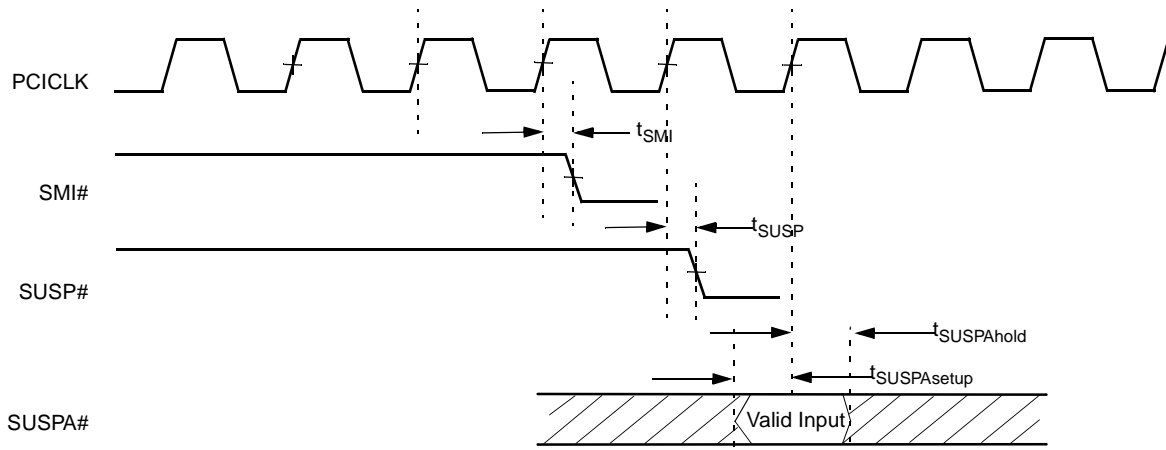 PCICLK
tSMI
SMI#
tSUSP
SUSP#
tSUSPAhold
tSUSPAsetup
SUSPA#
Valid Input